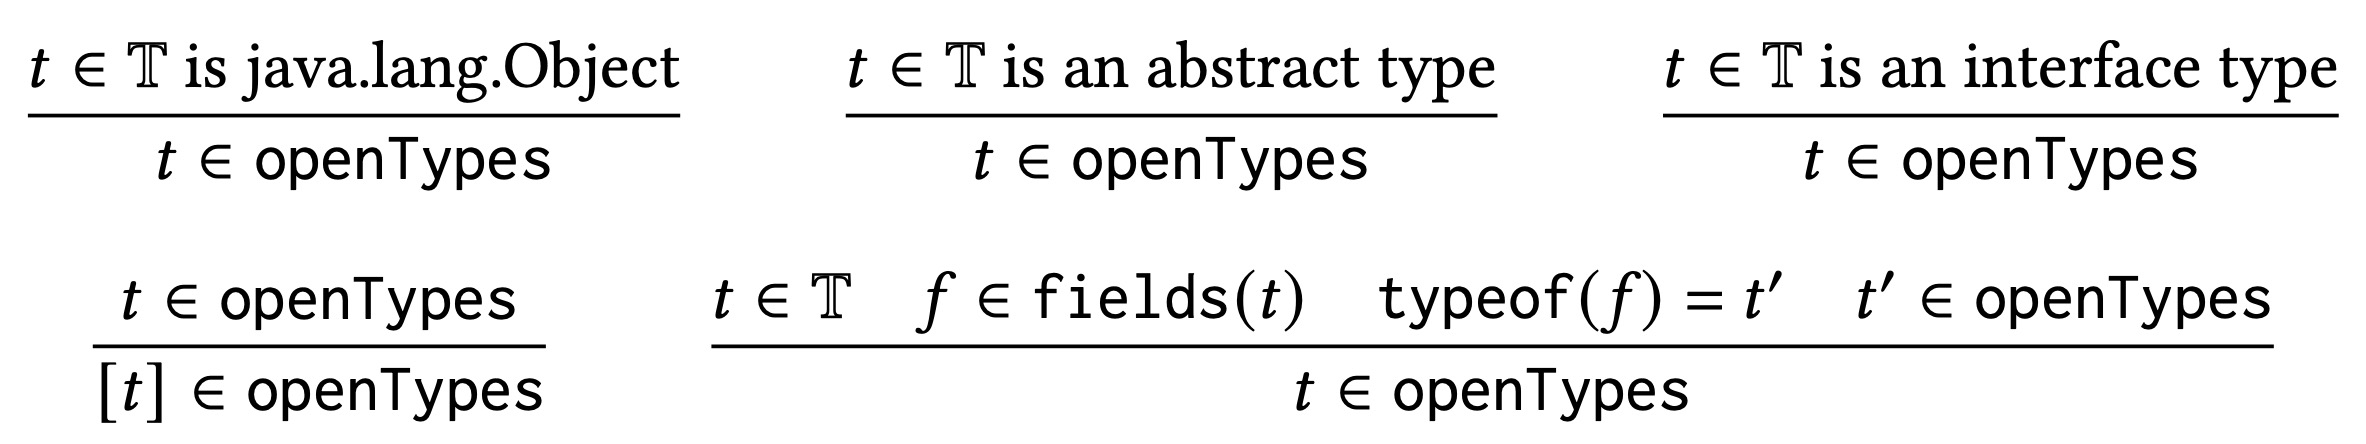 t ∈ 𝕋 is java.lang.Object t ∈ 𝕋 is an abstract type t ∈ 𝕋 is an interface type
t ∈ openTypes t ∈ openTypes t ∈ openTypes
t ∈ openTypes t ∈ 𝕋 f ∈ fields(t) typeof(f) = t′ t′ ∈ openTypes
[t] ∈ openTypes t ∈ openTypes